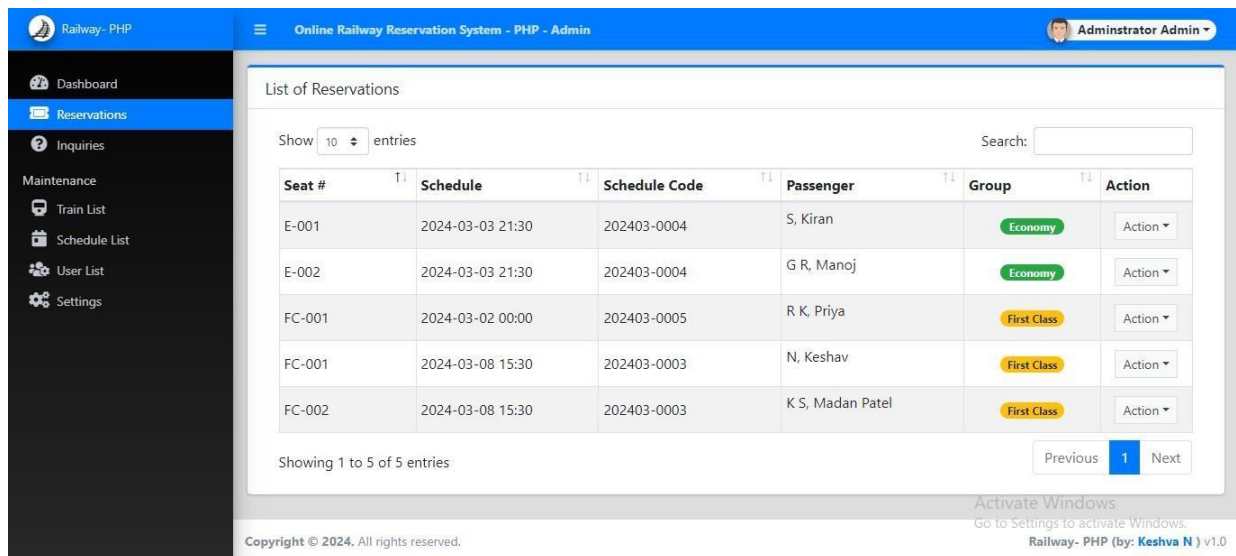 Railway- PHP
Online Railway Reservation System - PHP - Admin
Adminstrator Admin
Dashboard
Reservations
Inquiries
Maintenance
Train List
Schedule List
User List
Settings
List of Reservations
Show 10 entries
Search:
Seat # Schedule Schedule Code Passenger Group Action
E-001 2024-03-03 21:30 202403-0004 S, Kiran Economy Action
E-002 2024-03-03 21:30 202403-0004 G R, Manoj Economy Action
FC-001 2024-03-02 00:00 202403-0005 R K, Priya First Class Action
FC-001 2024-03-08 15:30 202403-0003 N, Keshav First Class Action
FC-002 2024-03-08 15:30 202403-0003 K S, Madan Patel First Class Action
Showing 1 to 5 of 5 entries
Previous 1 Next
Activate Windows
Go to Settings to activate Windows.
Copyright © 2024. All rights reserved.
Railway- PHP (by: Keshva N ) v1.0